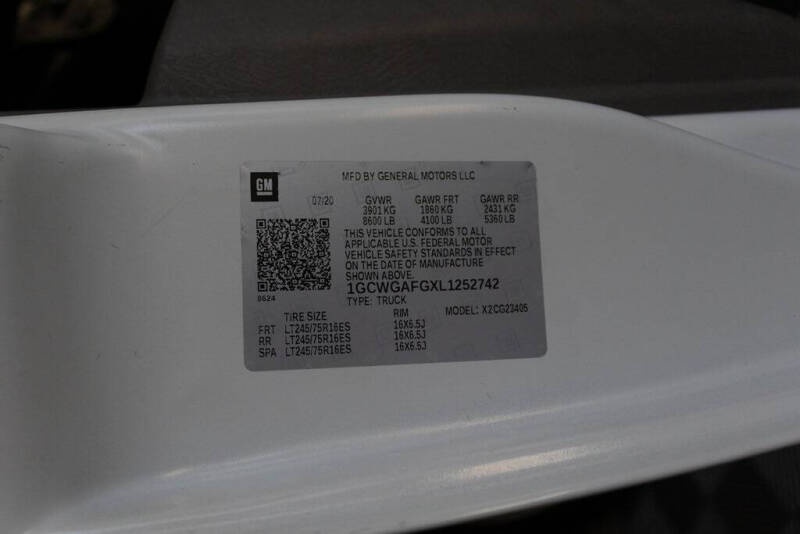 GM
MFD BY GENERAL MOTORS LLC
07/20 GVWR GAWR FRT GAWR RR
3901 KG 1860 KG 2431 KG
8600 LB 4100 LB 5360 LB
THIS VEHICLE CONFORMS TO ALL
APPLICABLE U.S. FEDERAL MOTOR
VEHICLE SAFETY STANDARDS IN EFFECT
ON THE DATE OF MANUFACTURE
SHOWN ABOVE.
1GCWGAFGXL1252742
0624
TYPE: TRUCK MODEL: X2CG23405
TIRE SIZE RIM
FRT LT245/75R16ES 16X6.5J
RR LT245/75R16ES 16X6.5J
SPA LT245/75R16ES 16X6.5J